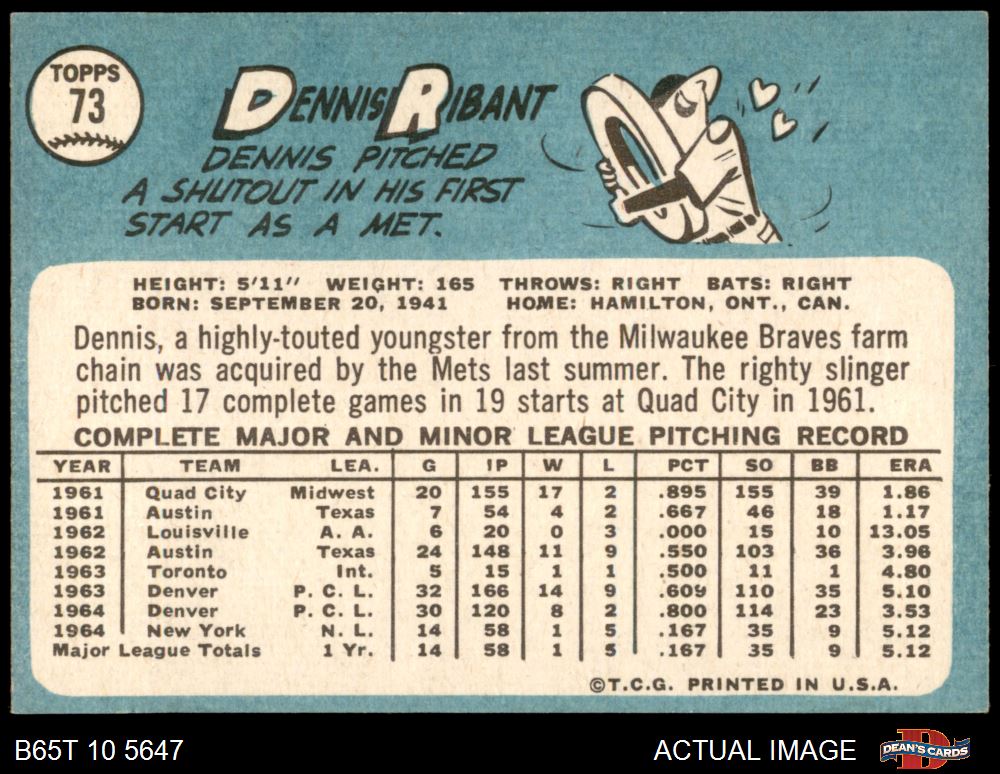 TOPPS
73
DENNIS RIBANT
DENNIS PITCHED
A SHUTOUT IN HIS FIRST
START AS A MET.
HEIGHT: 5'11" WEIGHT: 165 THROWS: RIGHT BATS: RIGHT
BORN: SEPTEMBER 20, 1941 HOME: HAMILTON, ONT., CAN.
Dennis, a highly-touted youngster from the Milwaukee Braves farm
chain was acquired by the Mets last summer. The righty slinger
pitched 17 complete games in 19 starts at Quad City in 1961.
COMPLETE MAJOR AND MINOR LEAGUE PITCHING RECORD
YEAR TEAM LEA. G IP W L PCT SO BB ERA
1961 Quad City Midwest 20 155 17 2 .895 155 39 1.86
1961 Austin Texas 7 54 4 2 .667 46 18 1.17
1962 Louisville A. A. 6 20 0 3 .000 15 10 13.05
1962 Austin Texas 24 148 11 9 .550 103 36 3.96
1963 Toronto Int. 5 15 1 1 .500 11 1 4.80
1963 Denver P. C. L. 32 166 14 9 .609 110 35 5.10
1964 Denver P. C. L. 30 120 8 2 .800 114 23 3.53
1964 New York N. L. 14 58 1 5 .167 35 9 5.12
Major League Totals 1 Yr. 14 58 1 5 .167 35 9 5.12
©T.C.G. PRINTED IN U.S.A.
B65T 10 5647 ACTUAL IMAGE
DEAN'S CARDS